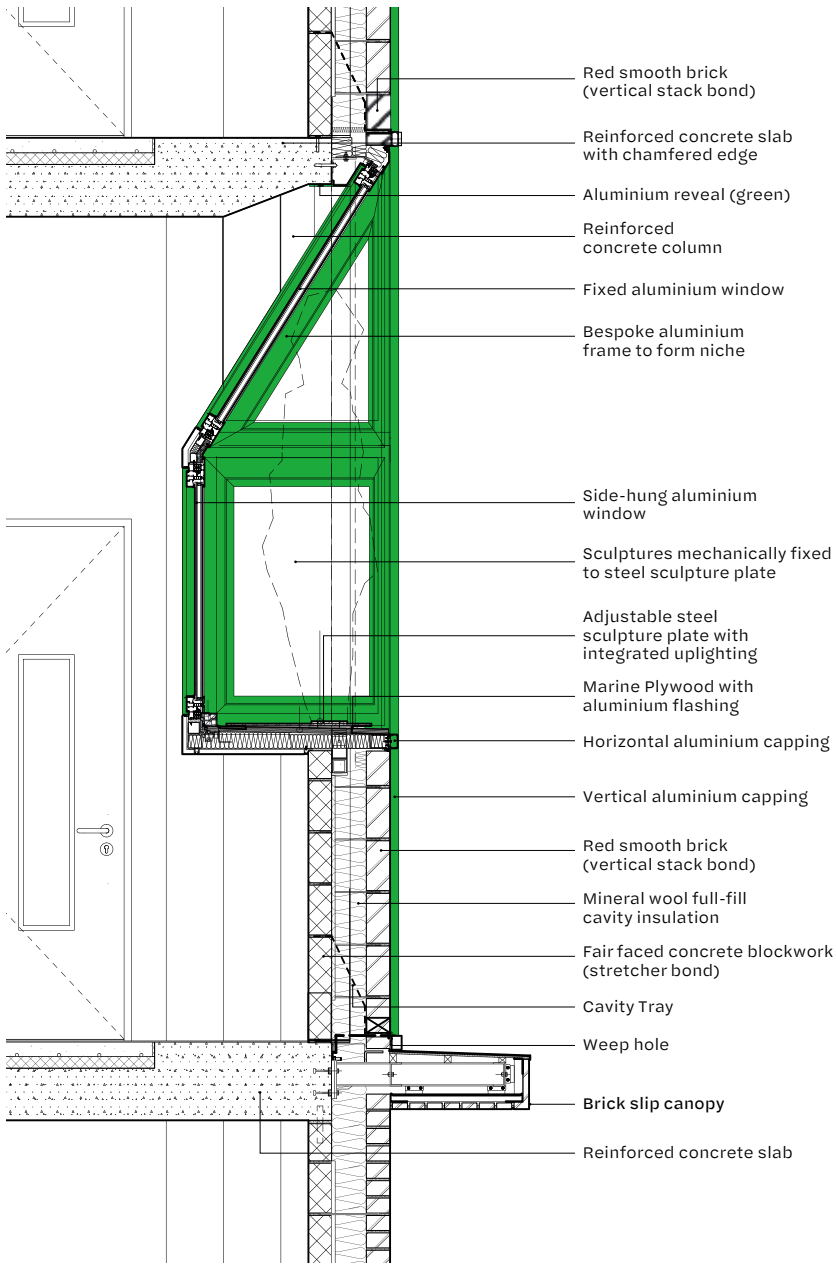 Red smooth brick
(vertical stack bond)
Reinforced concrete slab
with chamfered edge
Aluminium reveal (green)
Reinforced
concrete column
Fixed aluminium window
Bespoke aluminium
frame to form niche
Side-hung aluminium
window
Sculptures mechanically fixed
to steel sculpture plate
Adjustable steel
sculpture plate with
integrated uplighting
Marine Plywood with
aluminium flashing
Horizontal aluminium capping
Vertical aluminium capping
Red smooth brick
(vertical stack bond)
Mineral wool full-fill
cavity insulation
Fair faced concrete blockwork
(stretcher bond)
Cavity Tray
Weep hole
Brick slip canopy
Reinforced concrete slab